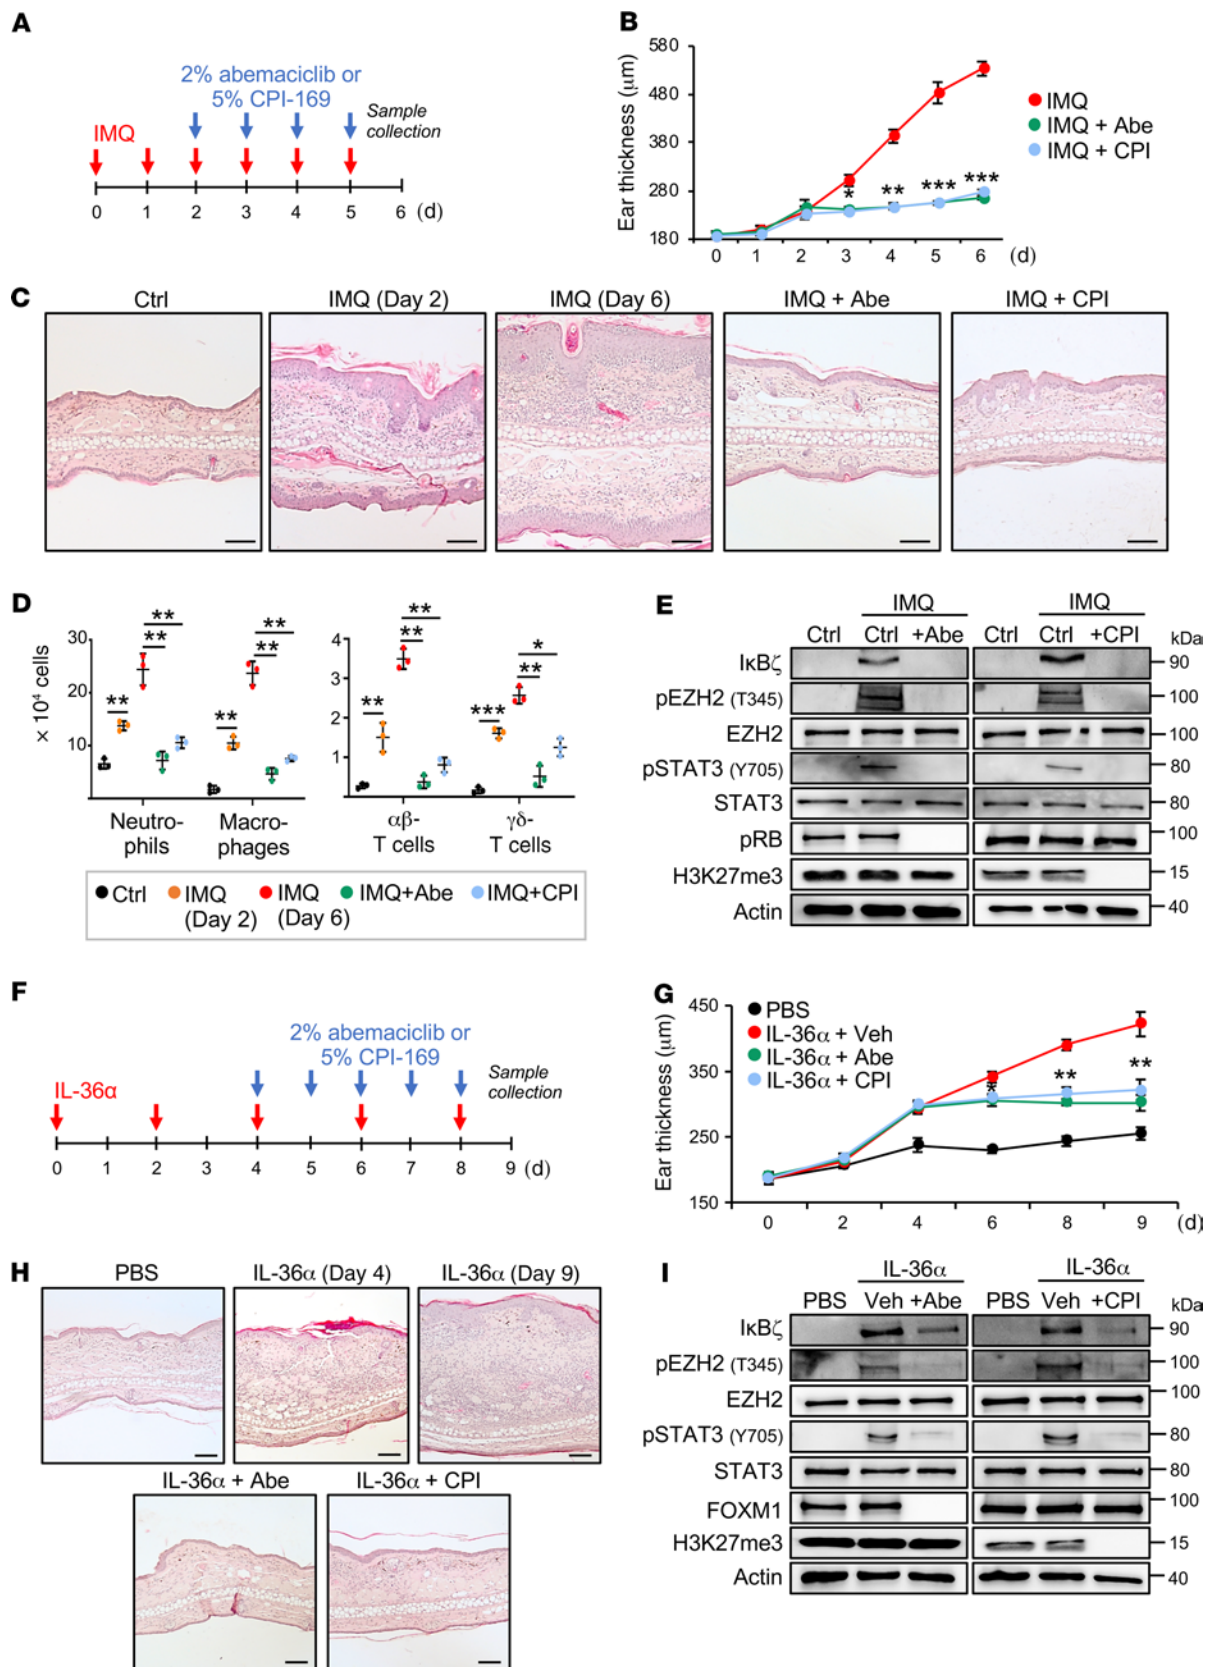 A
2% abemaciclib or
5% CPI-169
Sample
collection
IMQ
0 1 2 3 4 5 6 (d)
B
Ear thickness (μm)
580
480
380
280
180
* ** *** ***
0 1 2 3 4 5 6 (d)
IMQ
IMQ + Abe
IMQ + CPI
C
Ctrl IMQ (Day 2) IMQ (Day 6) IMQ + Abe IMQ + CPI
D
× 10⁴ cells
30
20
10
** ** ** ** ** **
Neutro-
phils
Macro-
phages
4
3
2
1
0
** ** ** *** ** *
αβ-
T cells
γδ-
T cells
Ctrl IMQ (Day 2) IMQ (Day 6) IMQ+Abe IMQ+CPI
E
IMQ IMQ
Ctrl Ctrl +Abe Ctrl Ctrl +CPI kDa
IκBζ 90
pEZH2 (T345) 100
EZH2 100
pSTAT3 (Y705) 80
STAT3 80
pRB 100
H3K27me3 15
Actin 40
F
2% abemaciclib or
5% CPI-169
Sample
collection
IL-36α
0 1 2 3 4 5 6 7 8 9 (d)
G
Ear thickness (μm)
450
350
250
150
PBS
IL-36α + Veh
IL-36α + Abe
IL-36α + CPI
* ** **
0 2 4 6 8 9 (d)
H
PBS IL-36α (Day 4) IL-36α (Day 9)
IL-36α + Abe IL-36α + CPI
I
IL-36α IL-36α
PBS Veh +Abe PBS Veh +CPI kDa
IκBζ 90
pEZH2 (T345) 100
EZH2 100
pSTAT3 (Y705) 80
STAT3 80
FOXM1 100
H3K27me3 15
Actin 40